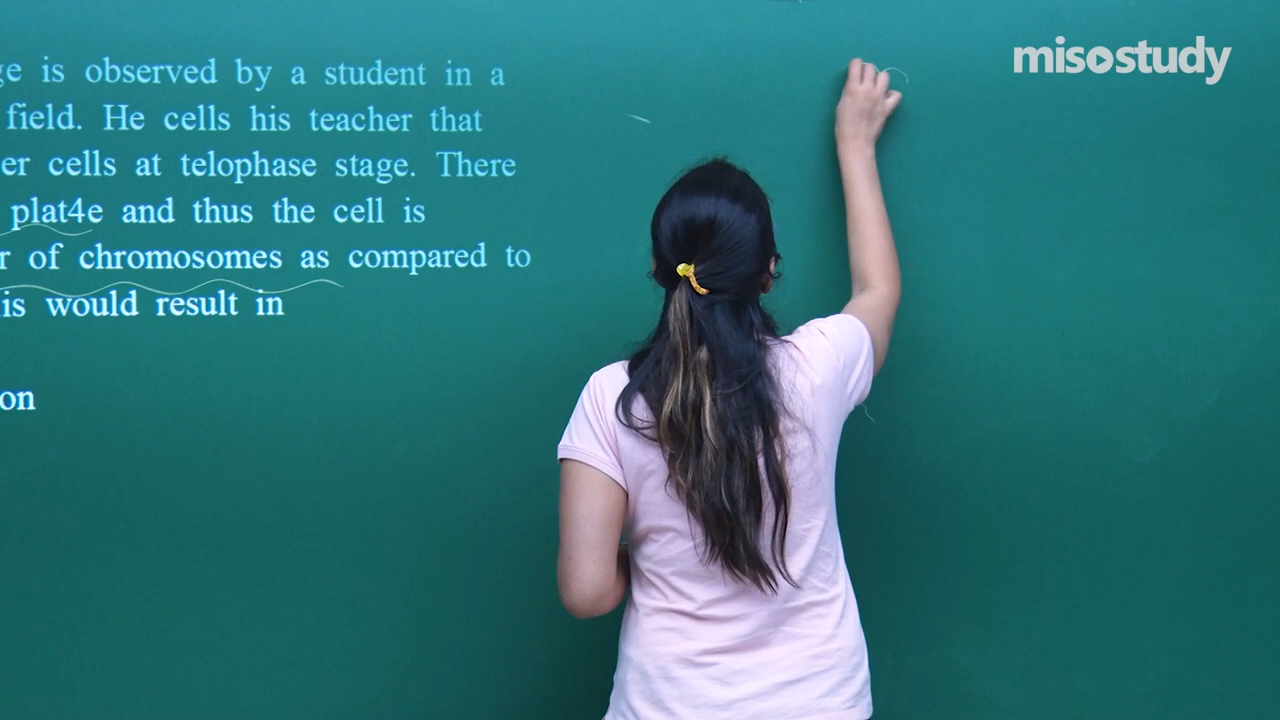 ge is observed by a student in a
field. He cells his teacher that
er cells at telophase stage. There
plat4e and thus the cell is
r of chromosomes as compared to
is would result in
on
misostudy